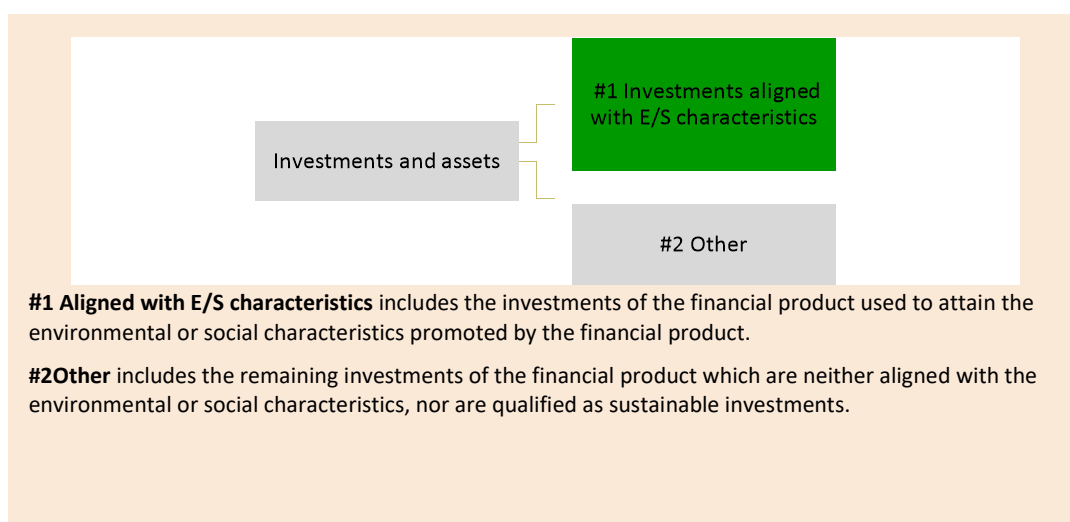 #1 Investments aligned
with E/S characteristics
Investments and assets
#2 Other
#1 Aligned with E/S characteristics includes the investments of the financial product used to attain the
environmental or social characteristics promoted by the financial product.
#2Other includes the remaining investments of the financial product which are neither aligned with the
environmental or social characteristics, nor are qualified as sustainable investments.